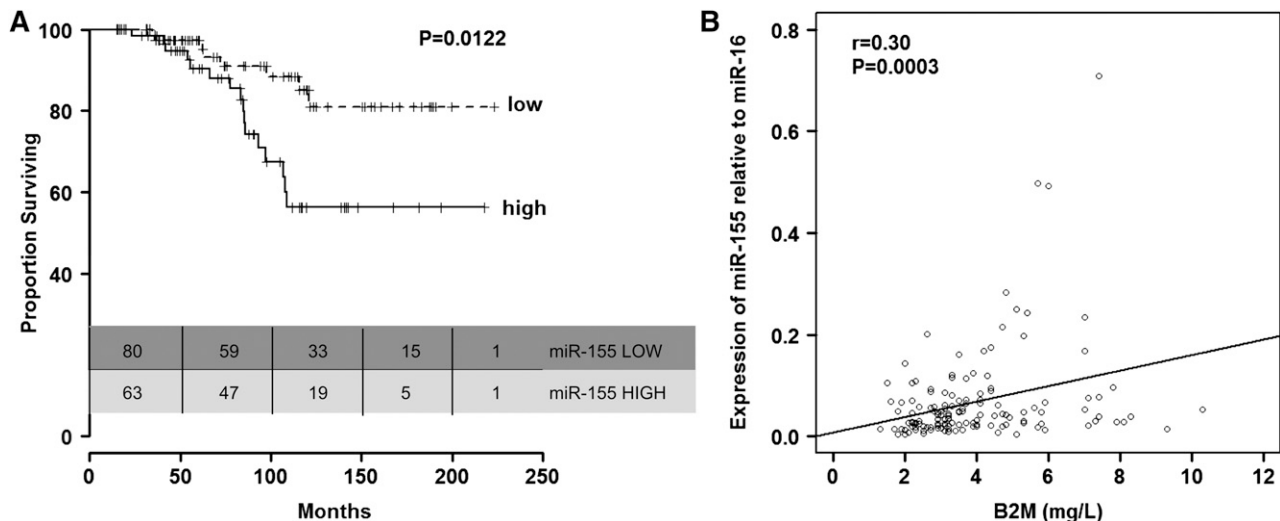 A
P=0.0122
Proportion Surviving
100
80
60
40
0
low
high
80 59 33 15 1 miR-155 LOW
63 47 19 5 1 miR-155 HIGH
0 50 100 150 200 250
Months
B
r=0.30
P=0.0003
Expression of miR-155 relative to miR-16
0.8
0.6
0.4
0.2
0.0
0 2 4 6 8 10 12
B2M (mg/L)